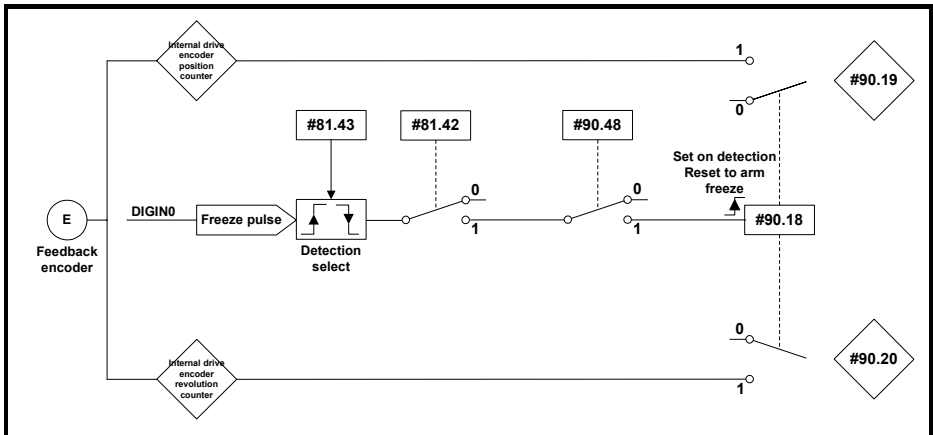 Internal drive
encoder
position
counter
1
0
#90.19
#81.43
#81.42
#90.48
Set on detection
Reset to arm
freeze
E
DIGIN0
Freeze pulse
0
1
0
1
#90.18
Feedback
encoder
Detection
select
0
1
#90.20
Internal drive
encoder
revolution
counter